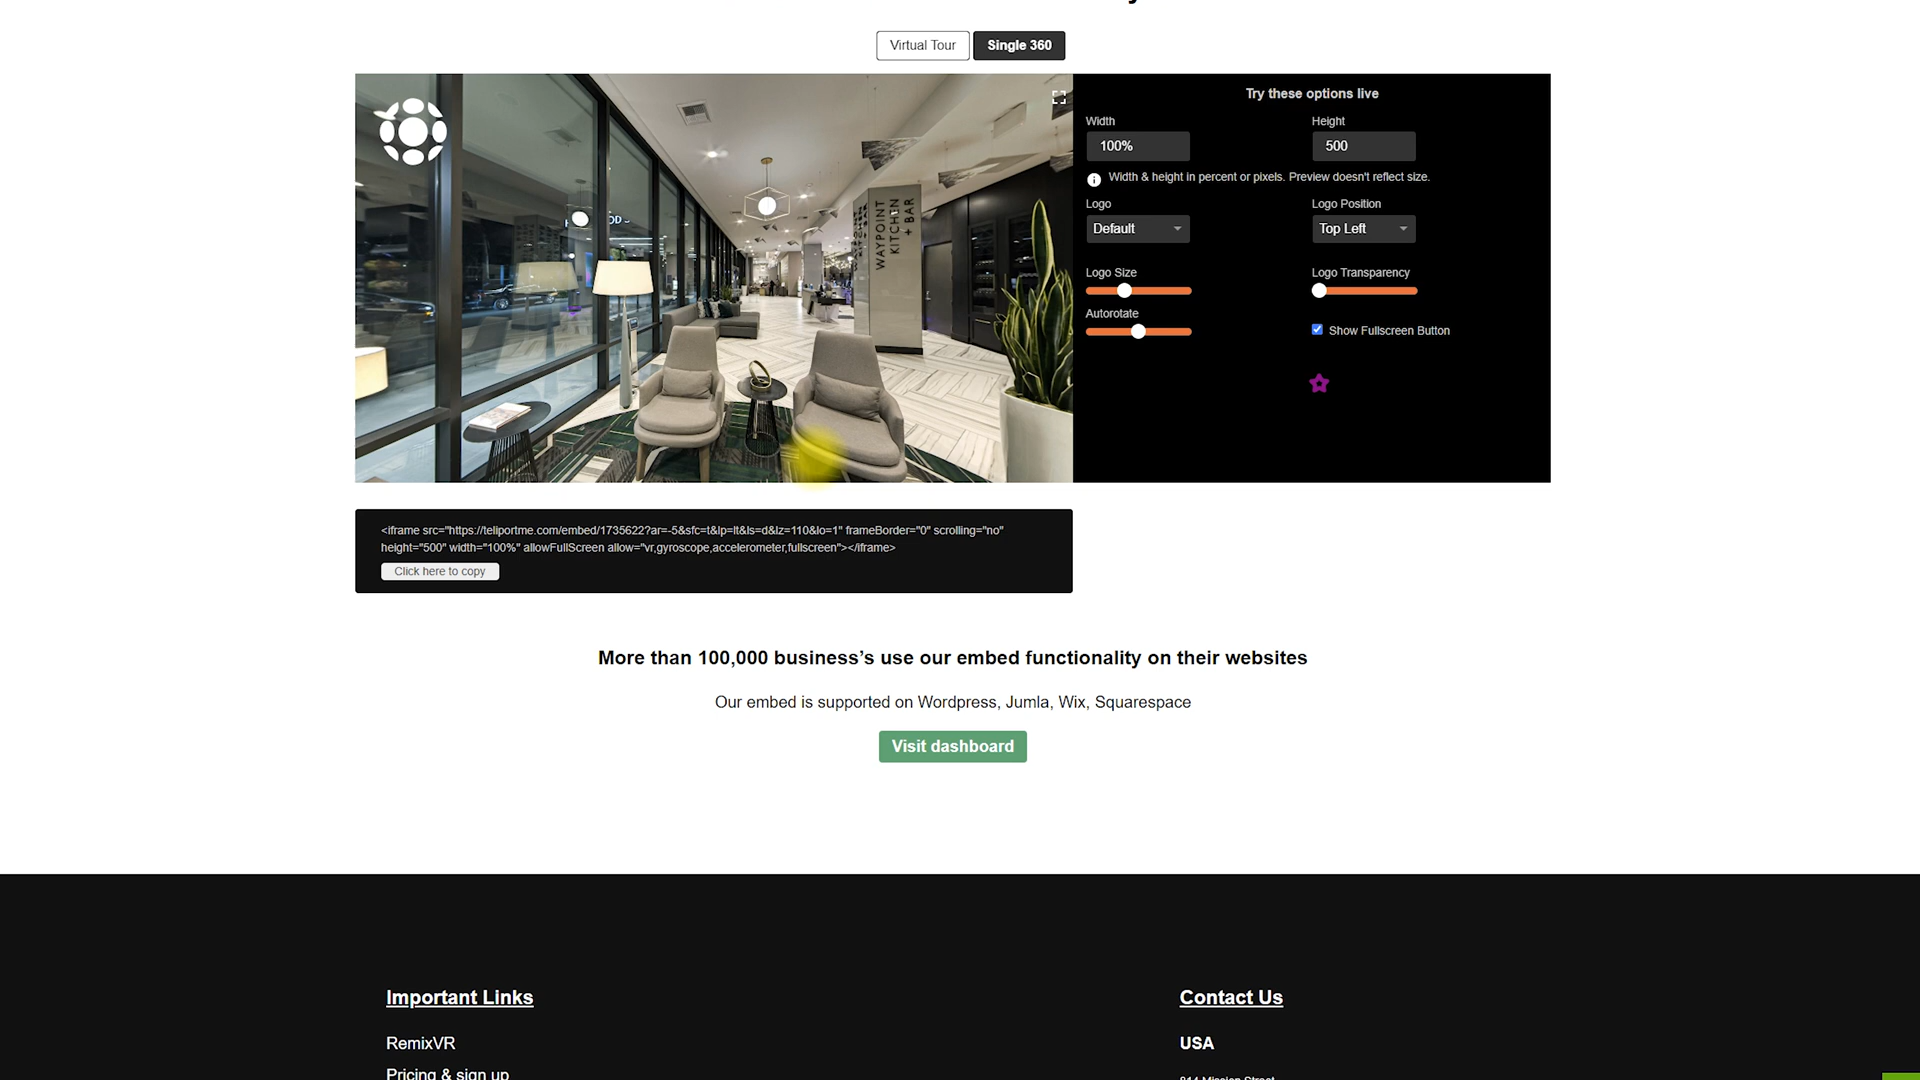 Virtual Tour
Single 360
WAYPOINT
KITCHEN
+ BAR
Try these options live
Width
Height
100%
500
Width & height in percent or pixels. Preview doesn't reflect size.
Logo
Logo Position
Default
Top Left
Logo Size
Logo Transparency
Autorotate
Show Fullscreen Button
<iframe src="https://teliportme.com/embed/1735622?ar=-5&sfc=t&lp=lt&ls=d&lz=110&lo=1" frameBorder="0" scrolling="no"
height="500" width="100%" allowFullScreen allow="vr,gyroscope,accelerometer,fullscreen"></iframe>
Click here to copy
More than 100,000 business’s use our embed functionality on their websites
Our embed is supported on Wordpress, Jumla, Wix, Squarespace
Visit dashboard
Important Links
Contact Us
RemixVR
USA
Pricing & sign up
814 Mission Street